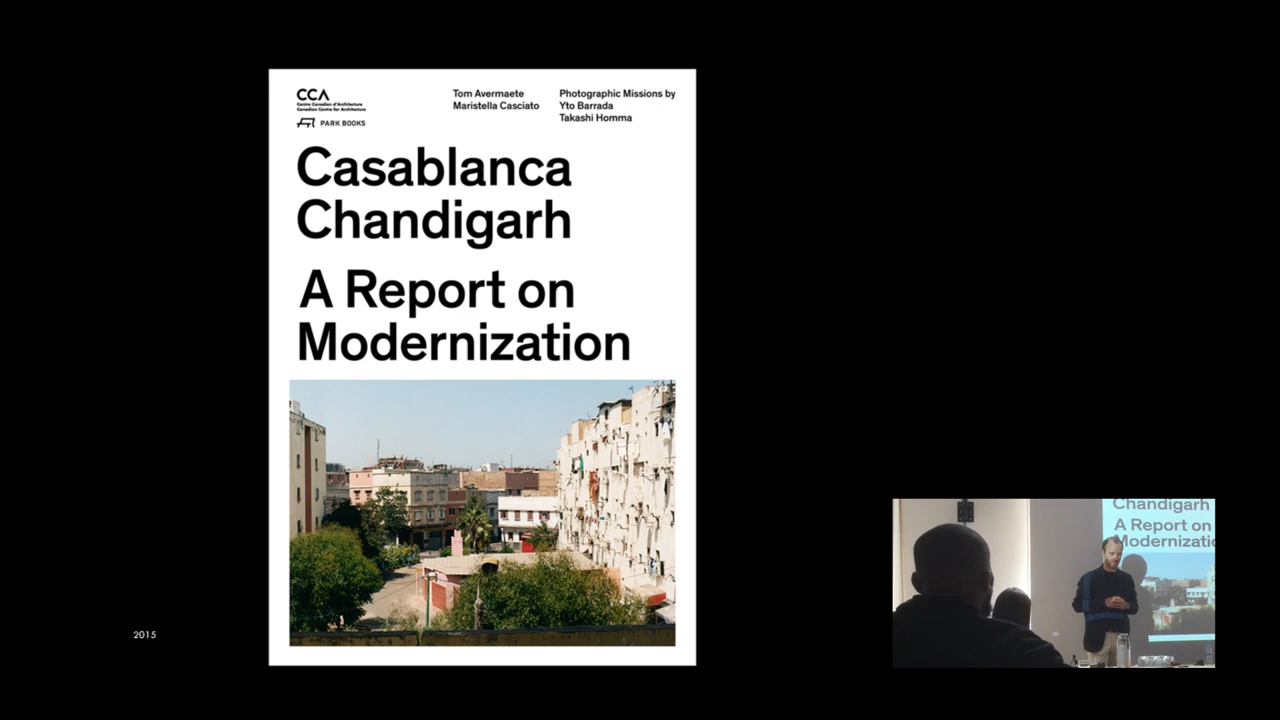 CCA
Centre Canadien d'Architecture
Canadian Centre for Architecture
PARK BOOKS
Tom Avermaete
Maristella Casciato
Photographic Missions by
Yto Barrada
Takashi Homma
Casablanca
Chandigarh
A Report on
Modernization
2015
Chandigarh
A Report on
Modernizatio